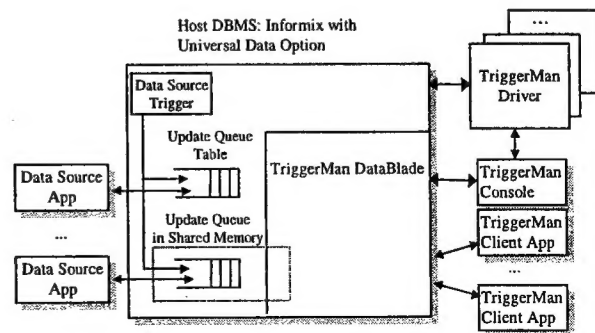 Host DBMS: Informix with
Universal Data Option
Data Source
Trigger
Update Queue
Table
Data Source
App
...
Data Source
App
Update Queue
in Shared Memory
TriggerMan DataBlade
...
TriggerMan
Driver
TriggerMan
Console
TriggerMan
Client App
...
TriggerMan
Client App